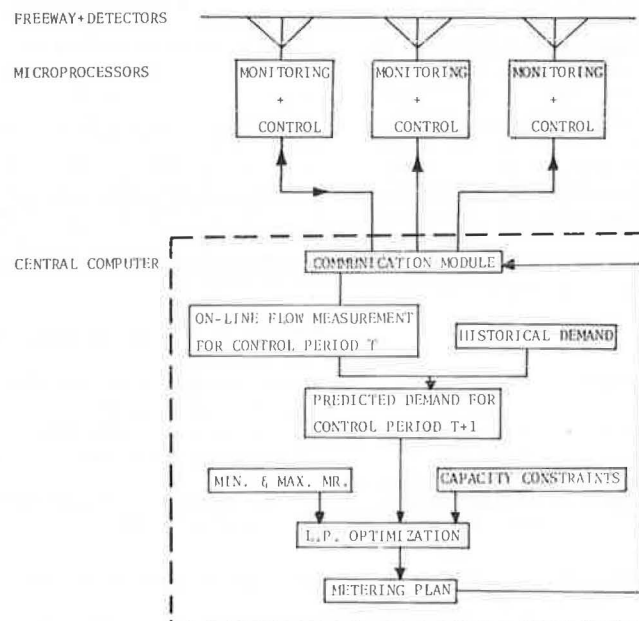 FREEWAY+DETECTORS
MICROPROCESSORS
MONITORING
+
CONTROL
MONITORING
+
CONTROL
MONITORING
+
CONTROL
CENTRAL COMPUTER
COMMUNICATION MODULE
ON-LINE FLOW MEASUREMENT
FOR CONTROL PERIOD T
HISTORICAL DEMAND
PREDICTED DEMAND FOR
CONTROL PERIOD T+1
MIN. & MAX. MR.
CAPACITY CONSTRAINTS
L.P. OPTIMIZATION
METERING PLAN